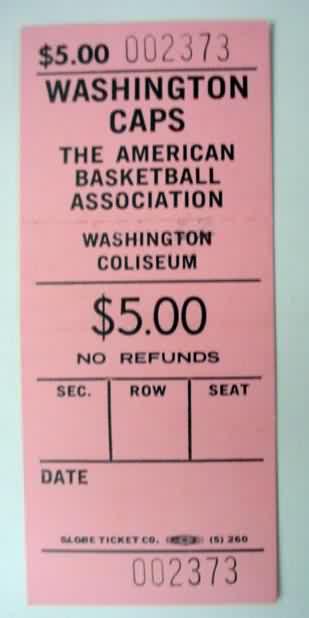 $5.00 002373
WASHINGTON
CAPS
THE AMERICAN
BASKETBALL
ASSOCIATION
WASHINGTON
COLISEUM
$5.00
NO REFUNDS
SEC. ROW SEAT
DATE
GLOBE TICKET CO. (5) 260
002373